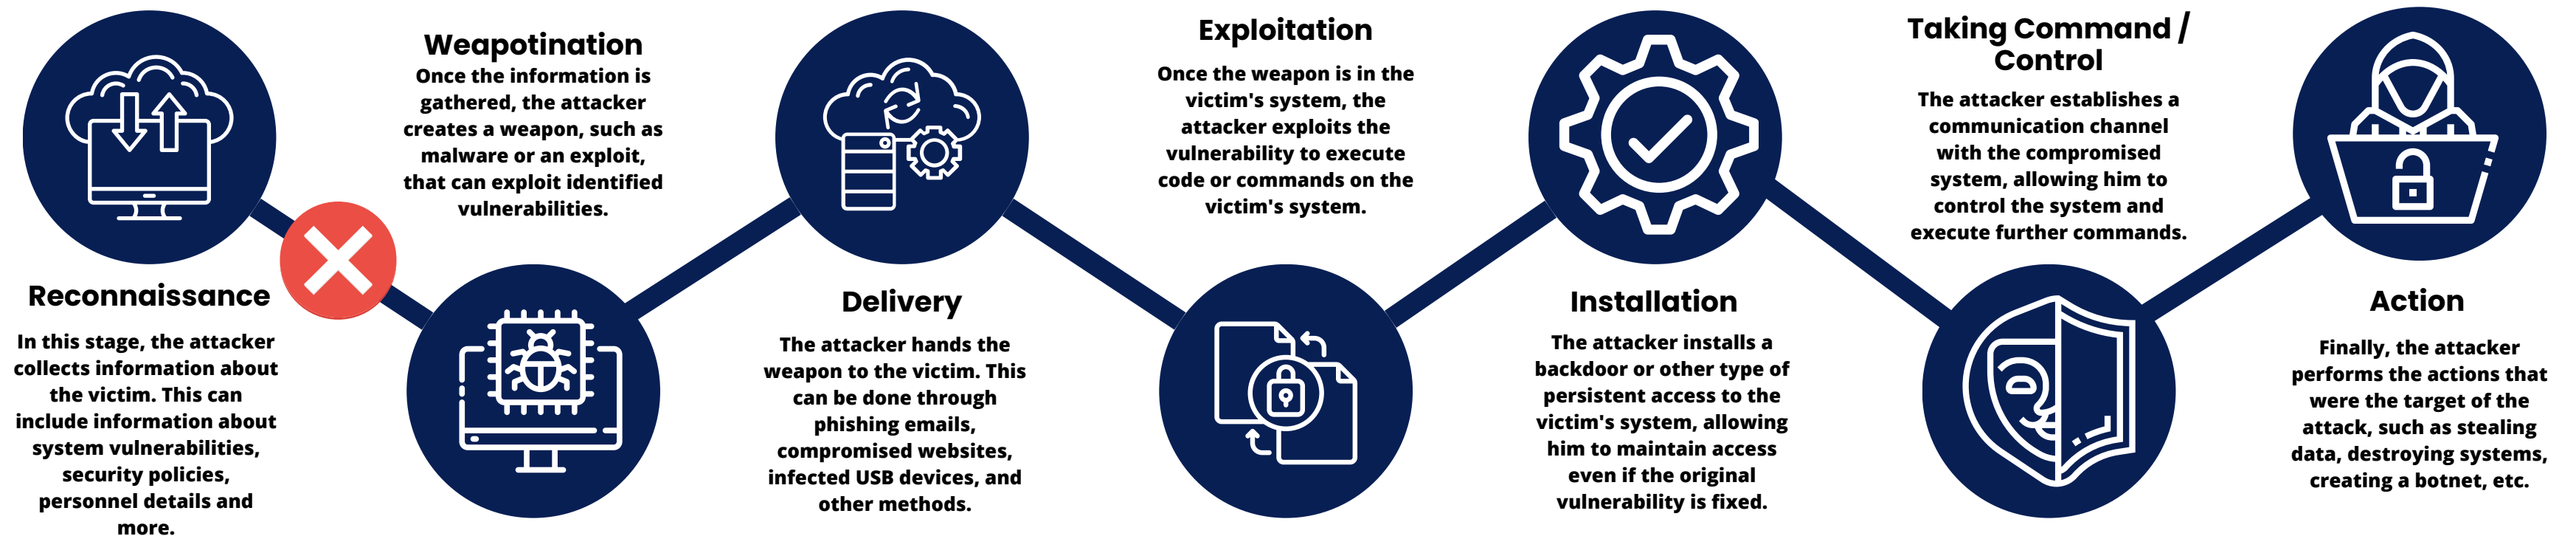 Reconnaissance
In this stage, the attacker
collects information about
the victim. This can
include information about
system vulnerabilities,
security policies,
personnel details and
more.
Weapotination
Once the information is
gathered, the attacker
creates a weapon, such as
malware or an exploit,
that can exploit identified
vulnerabilities.
Delivery
The attacker hands the
weapon to the victim. This
can be done through
phishing emails,
compromised websites,
infected USB devices, and
other methods.
Exploitation
Once the weapon is in the
victim's system, the
attacker exploits the
vulnerability to execute
code or commands on the
victim's system.
Installation
The attacker installs a
backdoor or other type of
persistent access to the
victim's system, allowing
him to maintain access
even if the original
vulnerability is fixed.
Taking Command /
Control
The attacker establishes a
communication channel
with the compromised
system, allowing him to
control the system and
execute further commands.
Action
Finally, the attacker
performs the actions that
were the target of the
attack, such as stealing
data, destroying systems,
creating a botnet, etc.